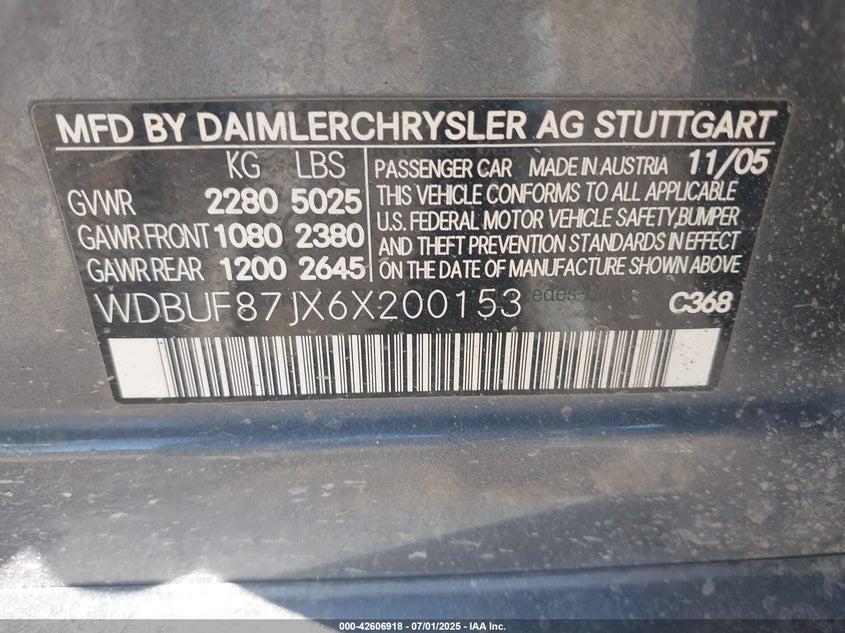 MFD BY DAIMLERCHRYSLER AG STUTTGART
KG LBS
GVWR 2280 5025
GAWR FRONT 1080 2380
GAWR REAR 1200 2645
PASSENGER CAR MADE IN AUSTRIA 11/05
THIS VEHICLE CONFORMS TO ALL APPLICABLE
U.S. FEDERAL MOTOR VEHICLE SAFETY, BUMPER
AND THEFT PREVENTION STANDARDS IN EFFECT
ON THE DATE OF MANUFACTURE SHOWN ABOVE
WDBUF87JX6X200153 C368
000-42606918 - 07/01/2025 - IAA Inc.